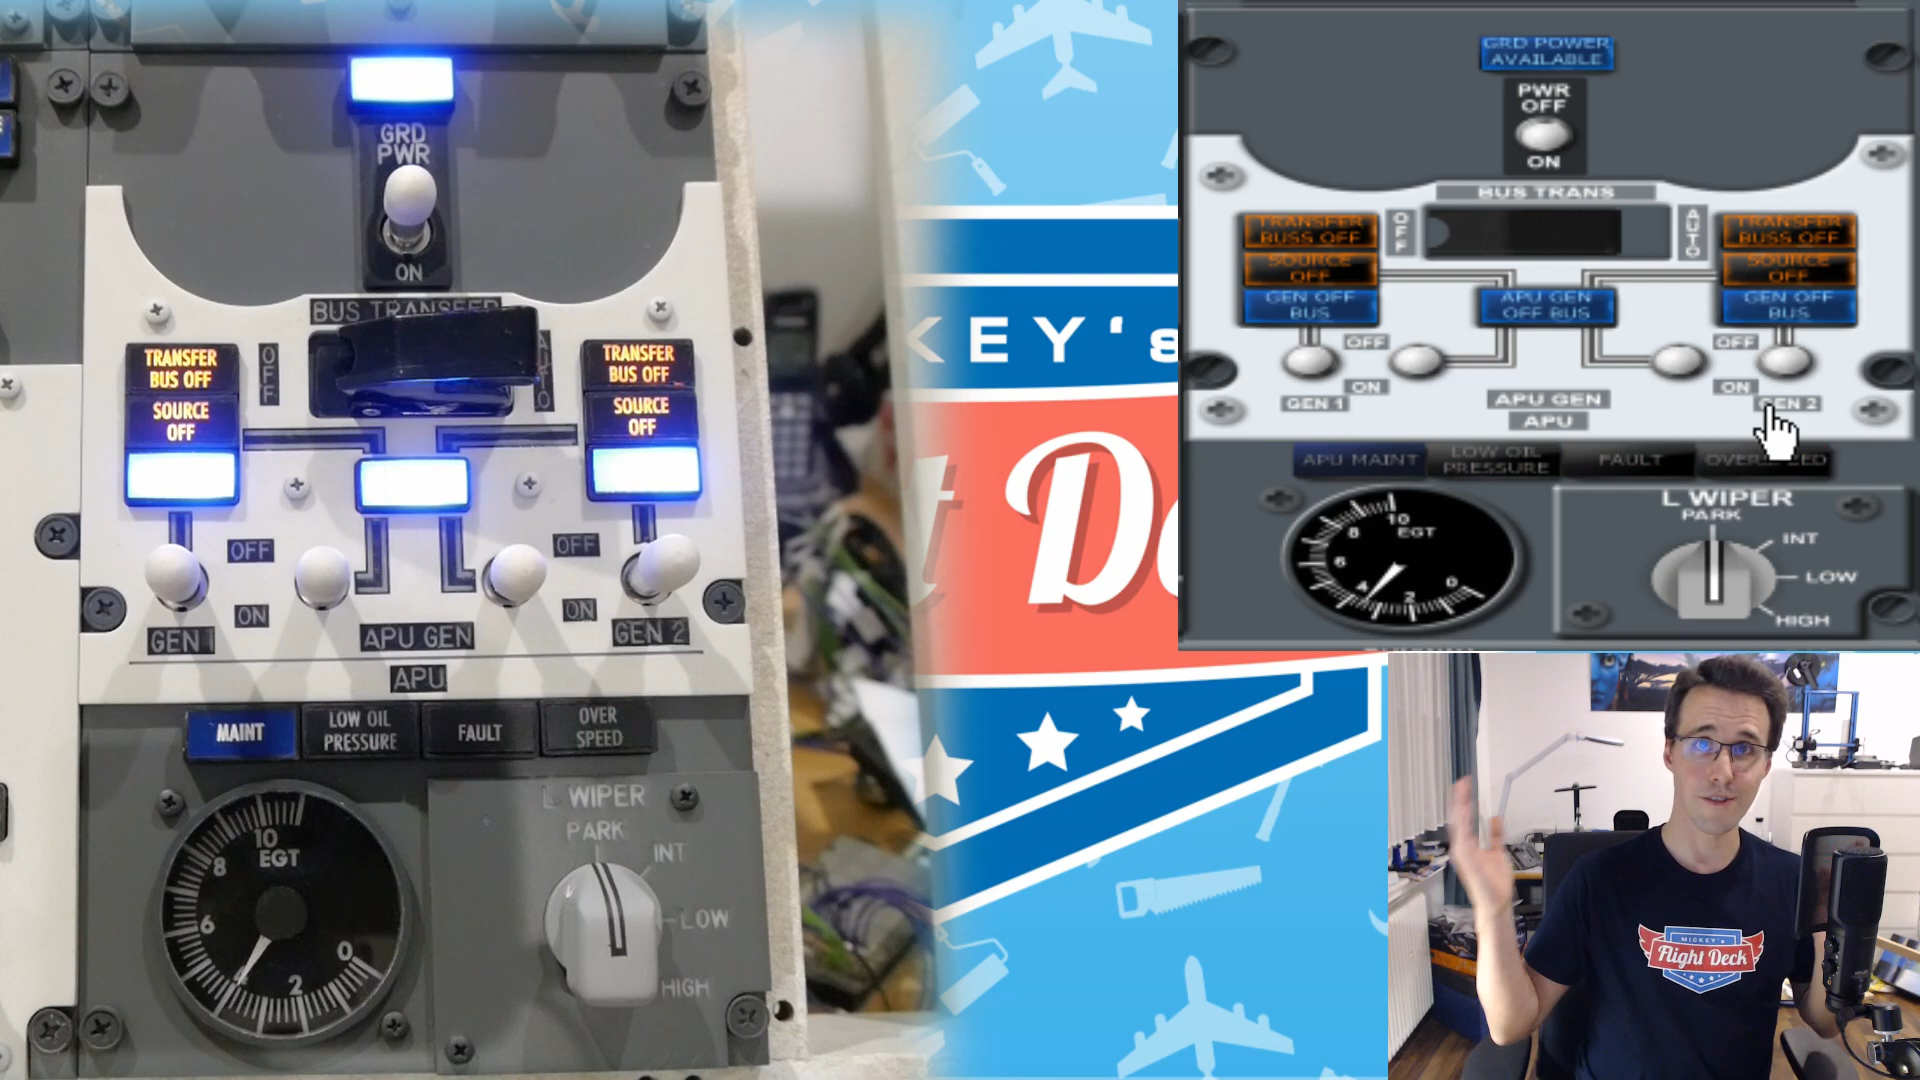 GRD
PWR
ON
BUS TRANSFER
TRANSFER
BUS OFF
SOURCE
OFF
OFF
AUTO
TRANSFER
BUS OFF
SOURCE
OFF
OFF
ON
GEN 1
APU GEN
OFF
ON
GEN 2
APU
MAINT
LOW OIL
PRESSURE
FAULT
OVER
SPEED
10
EGT
8
6
4
2
0
L WIPER
PARK
INT
LOW
HIGH
KEY's
t De
GRD POWER
AVAILABLE
PWR
OFF
ON
BUS TRANS
TRANSFER
BUSS OFF
SOURCE
OFF
GEN OFF
BUS
OFF
AUTO
APU GEN
OFF BUS
TRANSFER
BUSS OFF
SOURCE
OFF
GEN OFF
BUS
OFF
ON
GEN 1
APU GEN
APU
OFF
ON
GEN 2
APU MAINT
LOW OIL
PRESSURE
FAULT
10
EGT
8
6
4
2
0
L WIPER
PARK
INT
LOW
HIGH
MICKEY's
Flight Deck